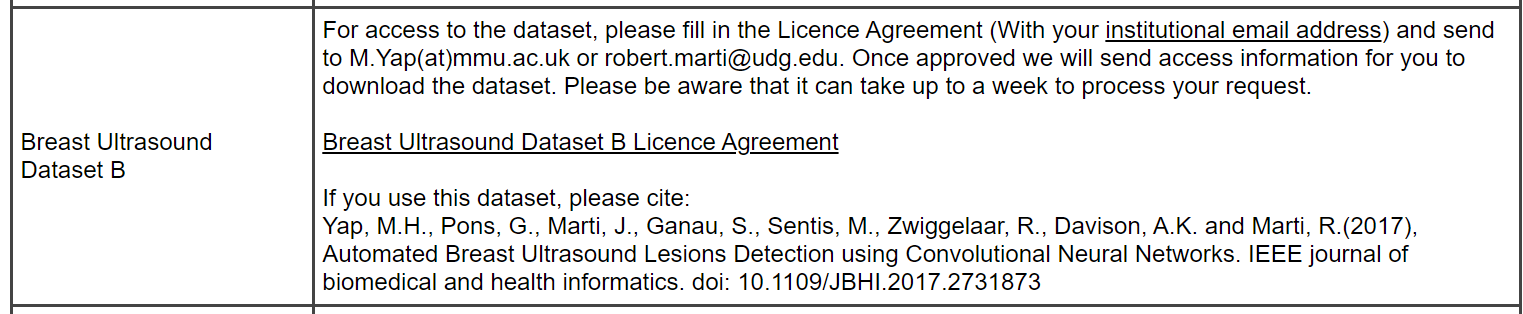 For access to the dataset, please fill in the Licence Agreement (With your institutional email address) and send
to M.Yap(at)mmu.ac.uk or robert.marti@udg.edu. Once approved we will send access information for you to
download the dataset. Please be aware that it can take up to a week to process your request.
Breast Ultrasound
Dataset B
Breast Ultrasound Dataset B Licence Agreement
If you use this dataset, please cite:
Yap, M.H., Pons, G., Marti, J., Ganau, S., Sentis, M., Zwiggelaar, R., Davison, A.K. and Marti, R.(2017),
Automated Breast Ultrasound Lesions Detection using Convolutional Neural Networks. IEEE journal of
biomedical and health informatics. doi: 10.1109/JBHI.2017.2731873